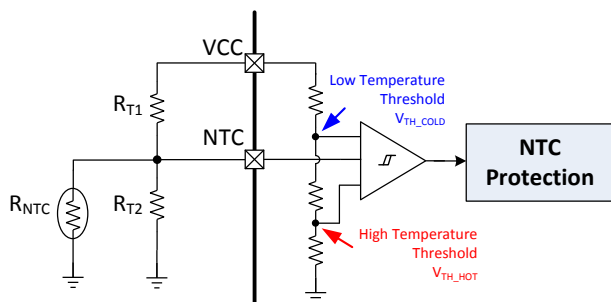 VCC
Low Temperature
Threshold
V_TH_COLD
R_T1
NTC
NTC
Protection
R_NTC
R_T2
High Temperature
Threshold
V_TH_HOT